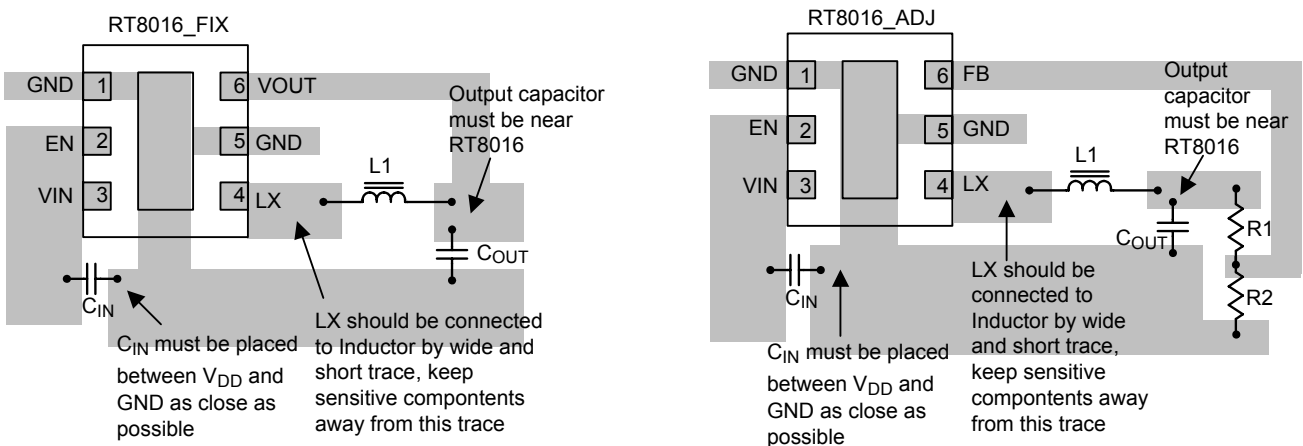 RT8016_FIX
GND 1
6 VOUT
EN 2
5 GND
VIN 3
4 LX
L1
Output capacitor
must be near
RT8016
COUT
CIN
CIN must be placed
between VDD and
GND as close as
possible
LX should be connected
to Inductor by wide and
short trace, keep
sensitive compontents
away from this trace
RT8016_ADJ
GND 1
6 FB
EN 2
5 GND
VIN 3
4 LX
L1
Output
capacitor
must be near
RT8016
COUT
R1
R2
CIN
CIN must be placed
between VDD and
GND as close as
possible
LX should be
connected to
Inductor by wide
and short trace,
keep sensitive
compontents away
from this trace